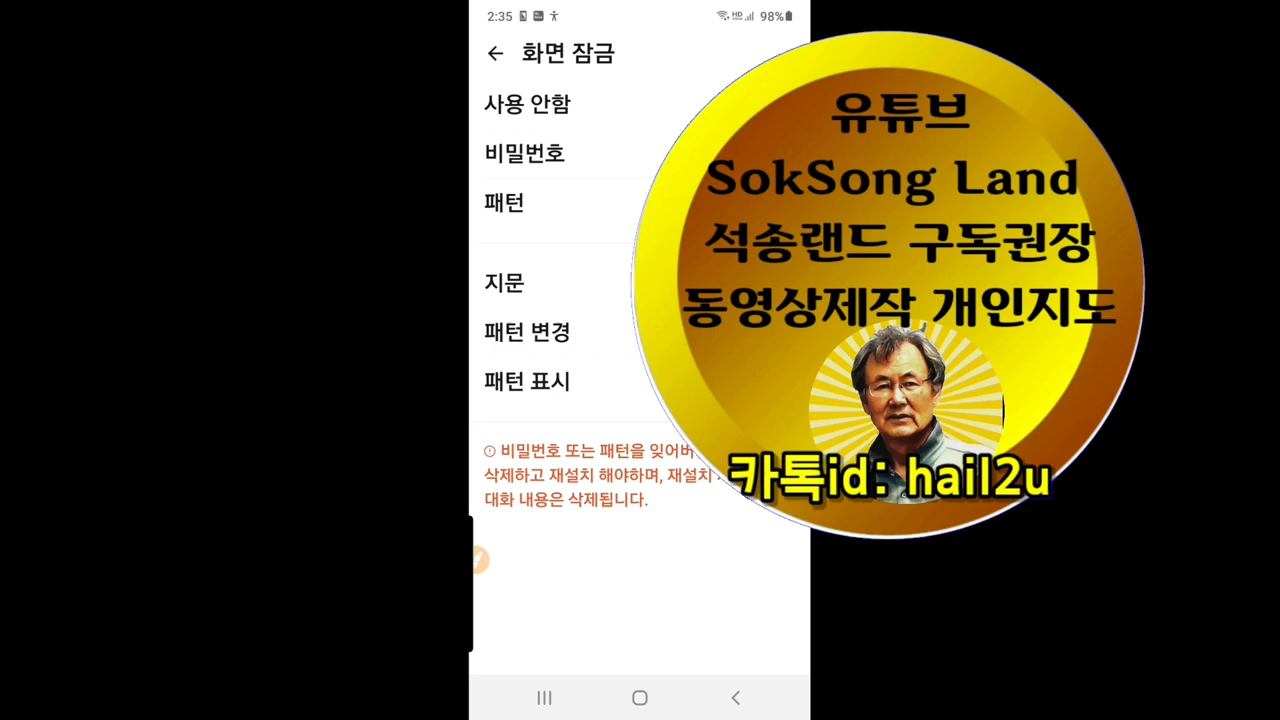 2:35
HD
98%
화면 잠금
사용 안함
비밀번호
패턴
지문
패턴 변경
패턴 표시
비밀번호 또는 패턴을 잊어버
삭제하고 재설치 해야하며, 재설치
대화 내용은 삭제됩니다.
유튜브
SokSong Land
석송랜드 구독권장
동영상제작 개인지도
카톡id: hail2u